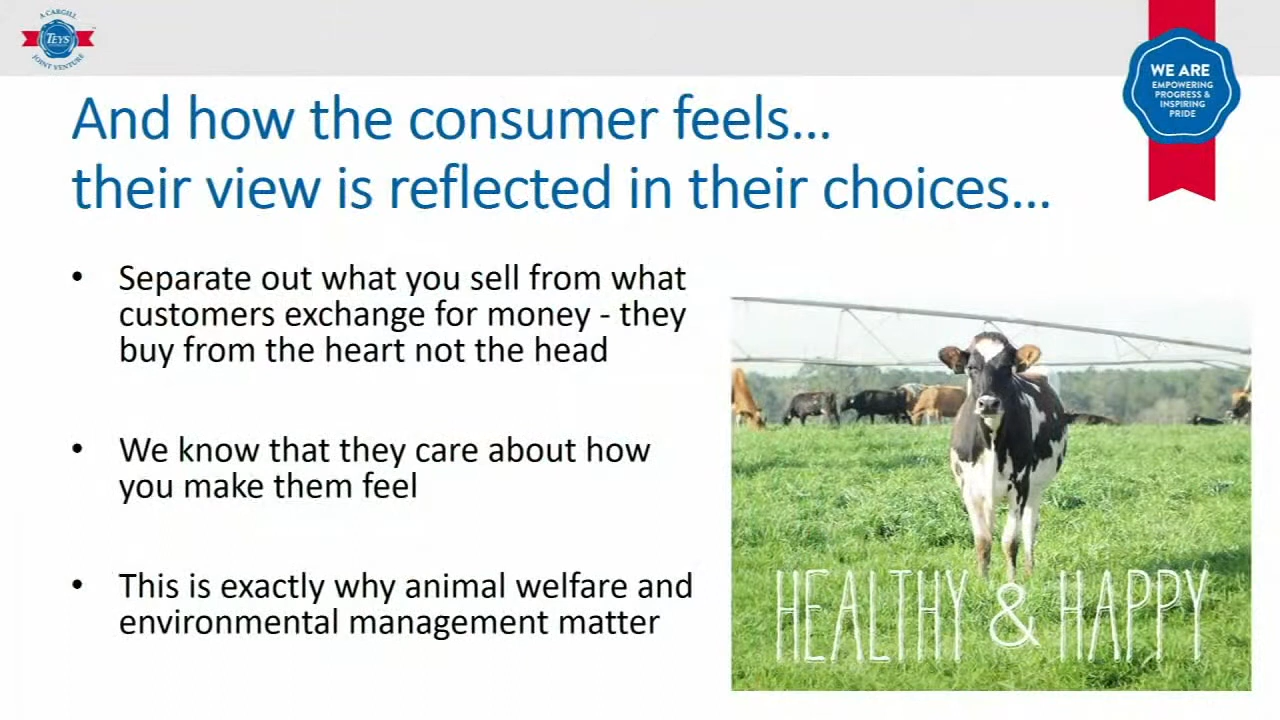 A CARGILL
TEYS
JOINT VENTURE
WE ARE
EMPOWERING
PROGRESS &
INSPIRING
PRIDE
And how the consumer feels...
their view is reflected in their choices...
• Separate out what you sell from what
customers exchange for money - they
buy from the heart not the head
• We know that they care about how
you make them feel
• This is exactly why animal welfare and
environmental management matter
HEALTHY & HAPPY